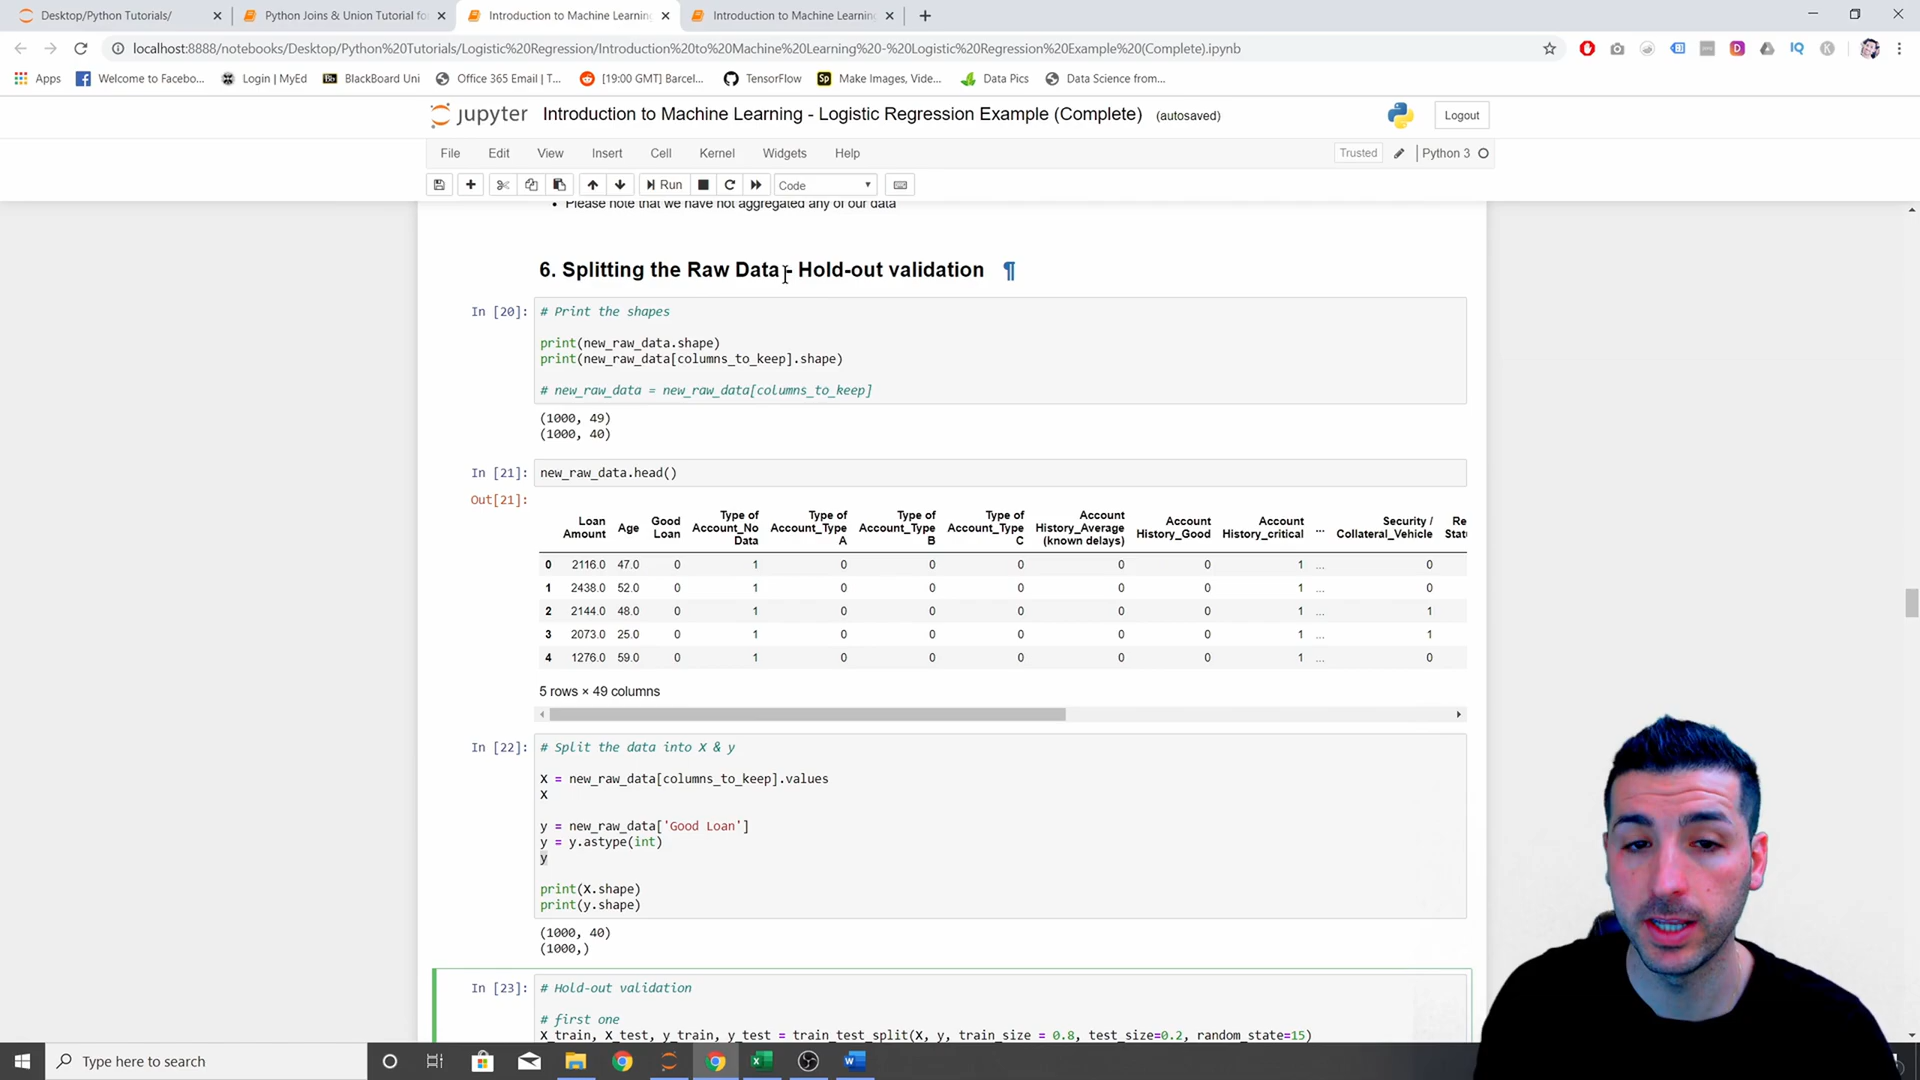 Desktop/Python Tutorials/
Python Joins & Union Tutorial fo
Introduction to Machine Learning
Introduction to Machine Learning
localhost:8888/notebooks/Desktop/Python%20Tutorials/Logistic%20Regression/Introduction%20to%20Machine%20Learning%20-%20Logistic%20Regression%20Example%20(Complete).ipynb
Apps
Welcome to Facebo...
Login | MyEd
BlackBoard Uni
Office 365 Email | T...
[19:00 GMT] Barcel...
TensorFlow
Make Images, Vide...
Data Pics
Data Science from...
jupyter Introduction to Machine Learning - Logistic Regression Example (Complete) (autosaved)
Logout
File Edit View Insert Cell Kernel Widgets Help
Trusted
Python 3
Run
Code
Please note that we have not aggregated any of our data
6. Splitting the Raw Data - Hold-out validation ¶
In [20]:
# Print the shapes
print(new_raw_data.shape)
print(new_raw_data[columns_to_keep].shape)
# new_raw_data = new_raw_data[columns_to_keep]
(1000, 49)
(1000, 40)
In [21]:
new_raw_data.head()
Out[21]:
Loan Amount Age Good Loan Type of Account_No Data Type of Account_Type A Type of Account_Type B Type of Account_Type C Account History_Average (known delays) Account History_Good Account History_critical ... Security / Collateral_Vehicle Re Stat
0 2116.0 47.0 0 1 0 0 0 0 0 1 ... 0
1 2438.0 52.0 0 1 0 0 0 0 0 1 ... 0
2 2144.0 48.0 0 1 0 0 0 0 0 1 ... 1
3 2073.0 25.0 0 1 0 0 0 0 0 1 ... 1
4 1276.0 59.0 0 1 0 0 0 0 0 1 ... 0
5 rows × 49 columns
In [22]:
# Split the data into X & y
X = new_raw_data[columns_to_keep].values
X
y = new_raw_data['Good Loan']
y = y.astype(int)
y
print(X.shape)
print(y.shape)
(1000, 40)
(1000,)
In [23]:
# Hold-out validation
# first one
X_train, X_test, y_train, y_test = train_test_split(X, y, train_size = 0.8, test_size=0.2, random_state=15)
Type here to search